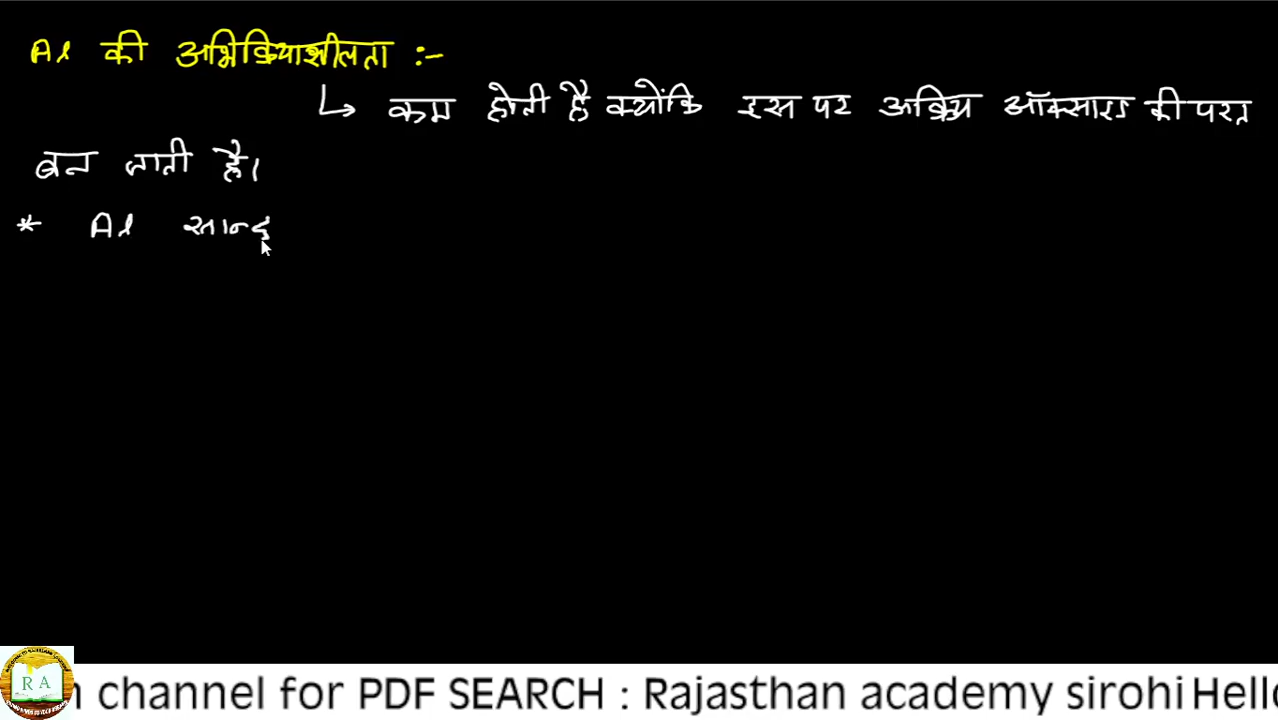 Al की अभिक्रियाशीलता :-
↳ कम होती है क्योंकि इस पर अक्रिय ऑक्साइड की परत
बन जाती है।
* Al सान्द्
R A
n channel for PDF SEARCH : Rajasthan academy sirohi Hello